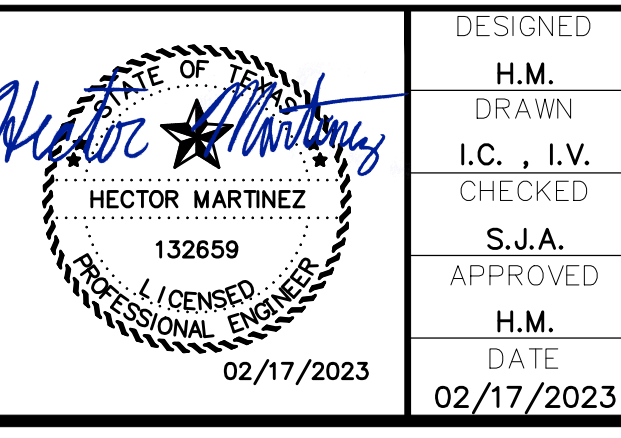 STATE OF TEXAS
Hector Martinez
HECTOR MARTINEZ
132659
LICENSED
PROFESSIONAL ENGINEER
02/17/2023
DESIGNED
H.M.
DRAWN
I.C. , I.V.
CHECKED
S.J.A.
APPROVED
H.M.
DATE
02/17/2023